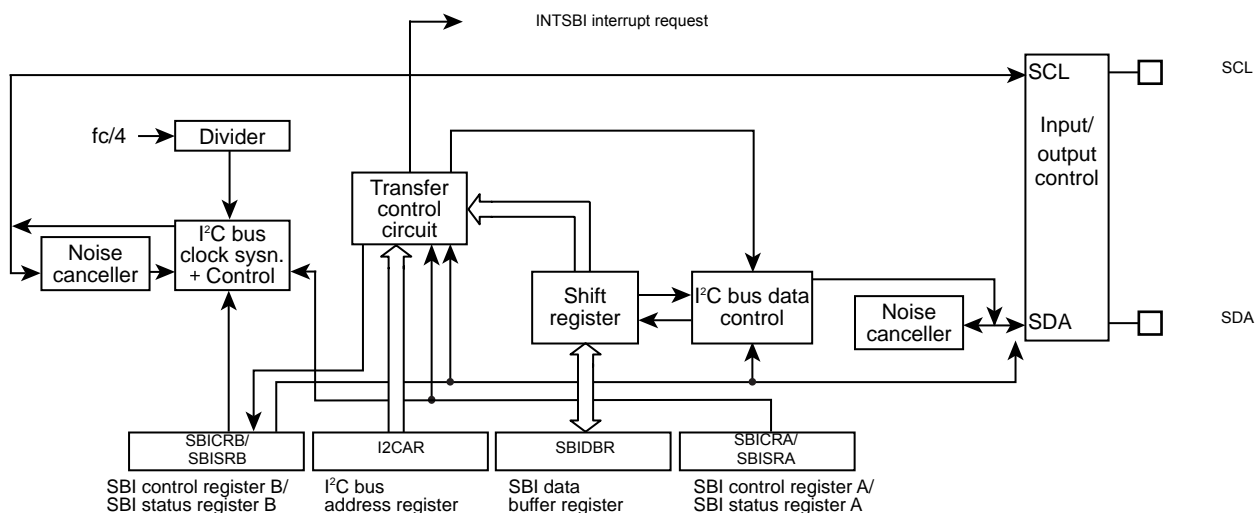 INTSBI interrupt request
SCL
SCL
fc/4
Divider
Input/
output
control
Transfer
control
circuit
I²C bus
clock sysn.
+ Control
Noise
canceller
Shift
register
I²C bus data
control
Noise
canceller
SDA
SDA
SBICRB/
SBISRB
I2CAR
SBIDBR
SBICRA/
SBISRA
SBI control register B/
SBI status register B
I²C bus
address register
SBI data
buffer register
SBI control register A/
SBI status register A